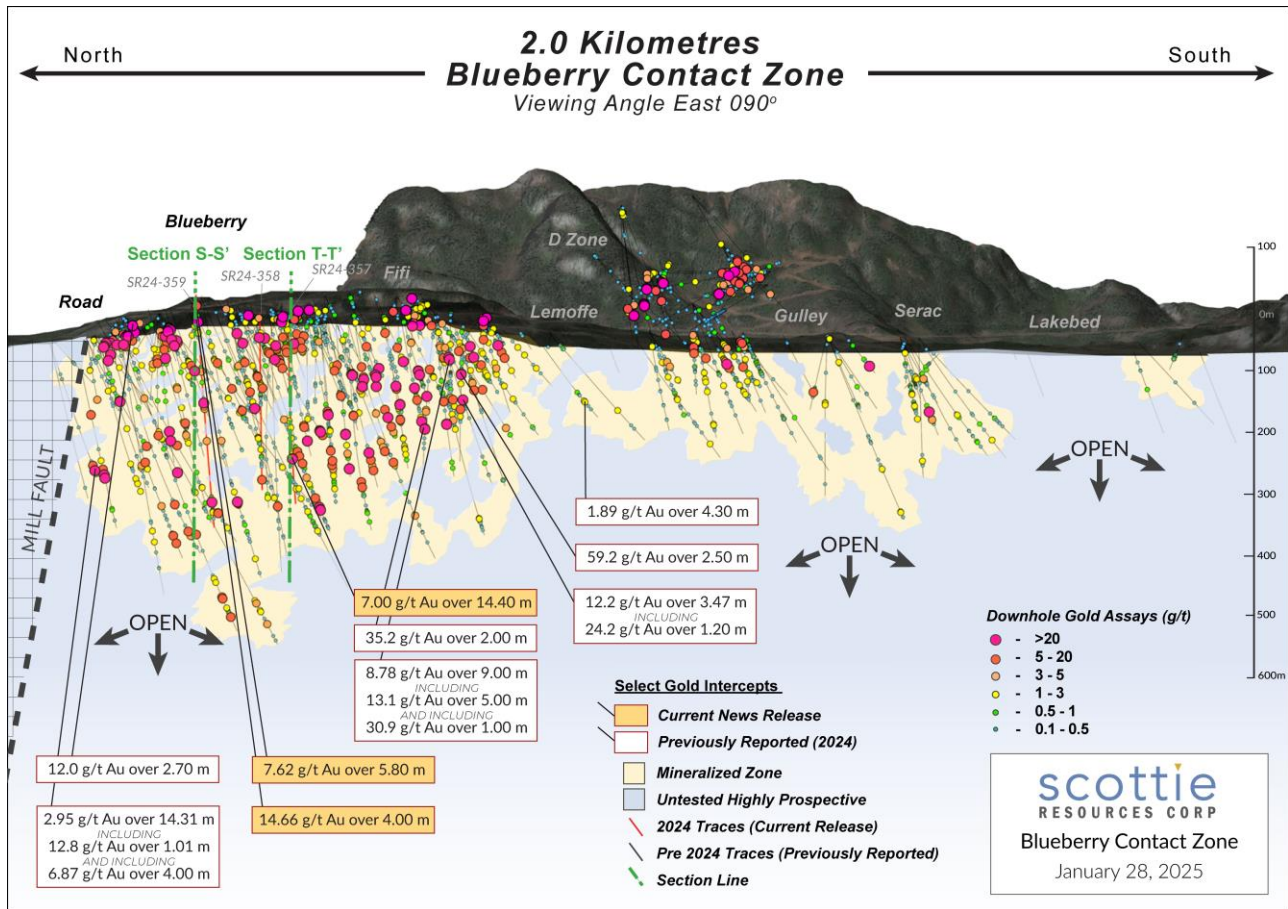 North
2.0 Kilometres
Blueberry Contact Zone
Viewing Angle East 090º
South
Blueberry
Section S-S’
Section T-T’
SR24-359
SR24-358
SR24-357
Road
Fifi
D Zone
Lemoffe
Gulley
Serac
Lakebed
100
0m
100
200
300
400
500
600m
MILL FAULT
OPEN
OPEN
OPEN
1.89 g/t Au over 4.30 m
59.2 g/t Au over 2.50 m
12.2 g/t Au over 3.47 m
INCLUDING
24.2 g/t Au over 1.20 m
7.00 g/t Au over 14.40 m
35.2 g/t Au over 2.00 m
8.78 g/t Au over 9.00 m
INCLUDING
13.1 g/t Au over 5.00 m
AND INCLUDING
30.9 g/t Au over 1.00 m
12.0 g/t Au over 2.70 m
7.62 g/t Au over 5.80 m
14.66 g/t Au over 4.00 m
2.95 g/t Au over 14.31 m
INCLUDING
12.8 g/t Au over 1.01 m
AND INCLUDING
6.87 g/t Au over 4.00 m
Select Gold Intercepts
Current News Release
Previously Reported (2024)
Mineralized Zone
Untested Highly Prospective
2024 Traces (Current Release)
Pre 2024 Traces (Previously Reported)
Section Line
Downhole Gold Assays (g/t)
- >20
- 5 - 20
- 3 - 5
- 1 - 3
- 0.5 - 1
- 0.1 - 0.5
scottie
RESOURCES CORP
Blueberry Contact Zone
January 28, 2025